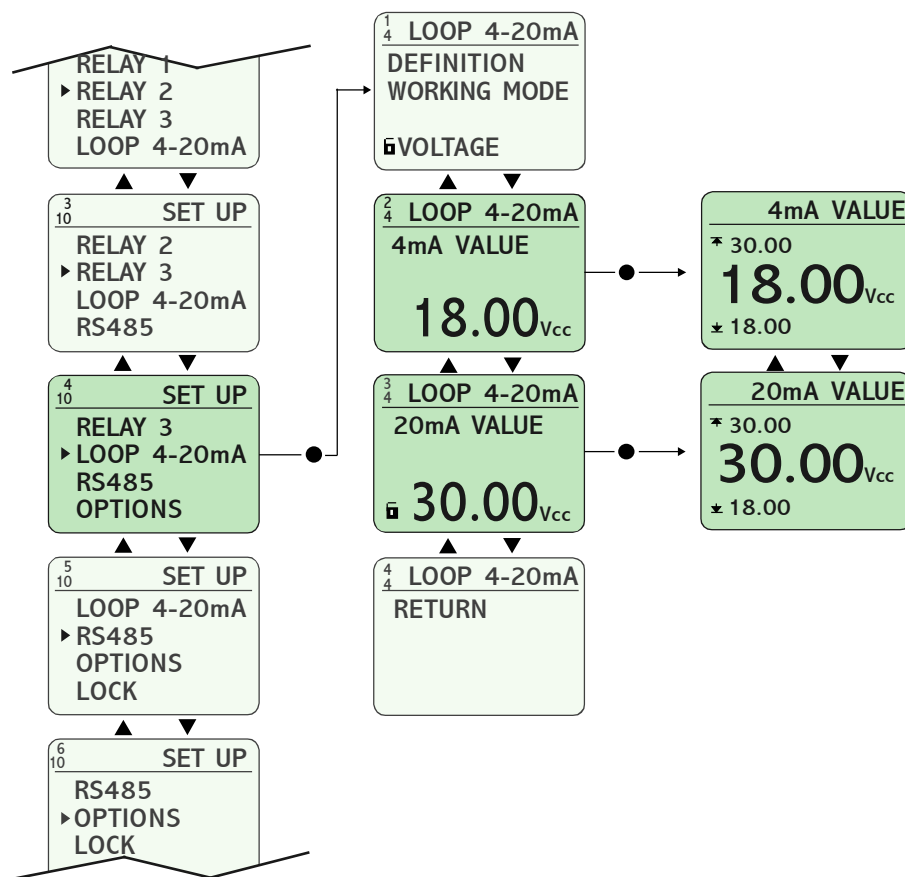 RELAY 1
RELAY 2
RELAY 3
LOOP 4-20mA
3
10
SET UP
RELAY 2
RELAY 3
LOOP 4-20mA
RS485
4
10
SET UP
RELAY 3
LOOP 4-20mA
RS485
OPTIONS
5
10
SET UP
LOOP 4-20mA
RS485
OPTIONS
LOCK
6
10
SET UP
RS485
OPTIONS
LOCK
1
4
LOOP 4-20mA
DEFINITION
WORKING MODE
VOLTAGE
2
4
LOOP 4-20mA
4mA VALUE
18.00Vcc
3
4
LOOP 4-20mA
20mA VALUE
30.00Vcc
4
4
LOOP 4-20mA
RETURN
4mA VALUE
30.00
18.00Vcc
18.00
20mA VALUE
30.00
30.00Vcc
18.00